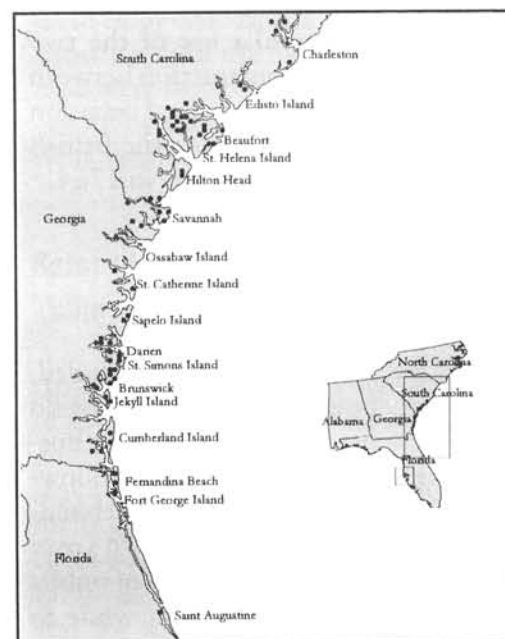 Charleston
South Carolina
Edisto Island
Beaufort
St. Helena Island
Hilton Head
Georgia
Savannah
Ossabaw Island
St. Catherine Island
Sapelo Island
Darien
St. Simons Island
Brunswick
Jekyll Island
Cumberland Island
Fernandina Beach
Fort George Island
Florida
Saint Augustine
North Carolina
South Carolina
Alabama
Georgia
Florida